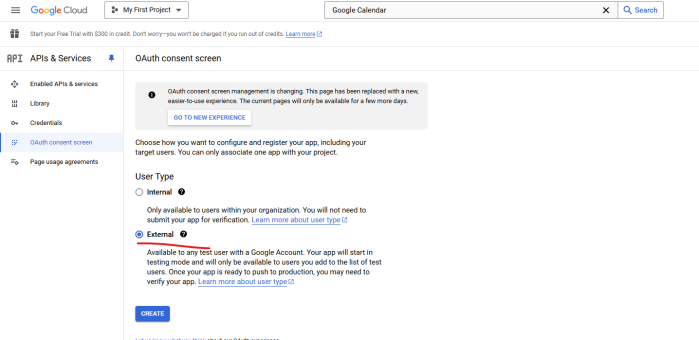 Google Cloud
My First Project
Google Calendar
Search
Start your Free Trial with $300 in credit. Don't worry—you won't be charged if you run out of credits. Learn more
API APIs & Services
OAuth consent screen
Enabled APIs & services
Library
Credentials
OAuth consent screen
Page usage agreements
OAuth consent screen management is changing. This page has been replaced with a new,
easier-to-use experience. The current pages will only be available for a few more days.
GO TO NEW EXPERIENCE
Choose how you want to configure and register your app, including your
target users. You can only associate one app with your project.
User Type
Internal
Only available to users within your organization. You will not need to
submit your app for verification. Learn more about user type
External
Available to any test user with a Google Account. Your app will start in
testing mode and will only be available to users you add to the list of test
users. Once your app is ready to push to production, you may need to
verify your app. Learn more about user type
CREATE